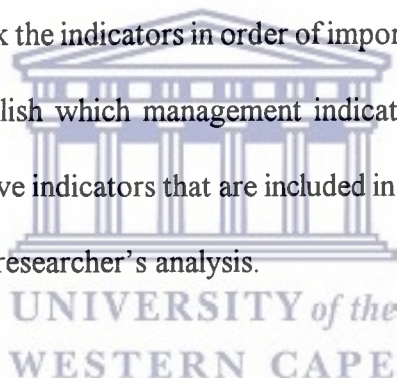 k the indicators in order of impor
lish which management indicat
ve indicators that are included in
researcher's analysis.
UNIVERSITY of the
WESTERN CAPE